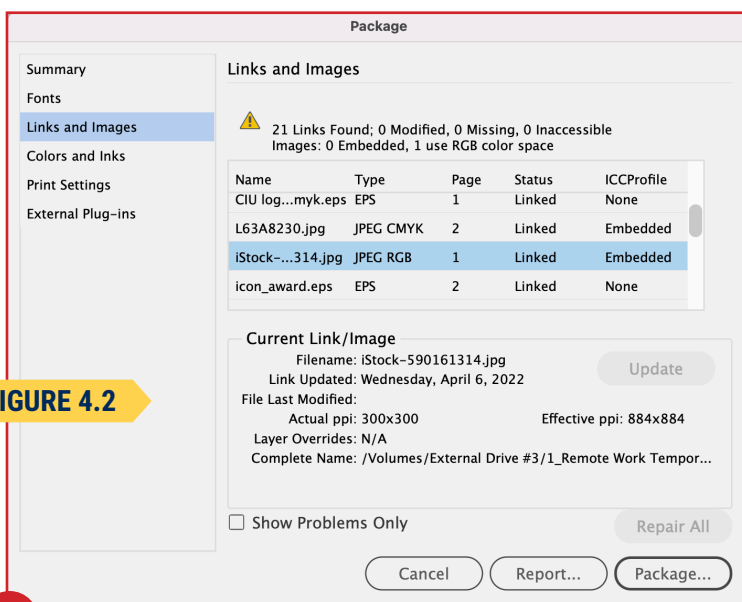 Package
Summary
Fonts
Links and Images
Colors and Inks
Print Settings
External Plug-ins
Links and Images
21 Links Found; 0 Modified, 0 Missing, 0 Inaccessible
Images: 0 Embedded, 1 use RGB color space
Name Type Page Status ICCProfile
CIU log...myk.eps EPS 1 Linked None
L63A8230.jpg JPEG CMYK 2 Linked Embedded
iStock-...314.jpg JPEG RGB 1 Linked Embedded
icon_award.eps EPS 2 Linked None
Current Link/Image
Filename: iStock-590161314.jpg
Update
Link Updated: Wednesday, April 6, 2022
File Last Modified:
Actual ppi: 300x300 Effective ppi: 884x884
Layer Overrides: N/A
Complete Name: /Volumes/External Drive #3/1_Remote Work Tempor...
IGURE 4.2
Show Problems Only
Repair All
Cancel Report... Package...